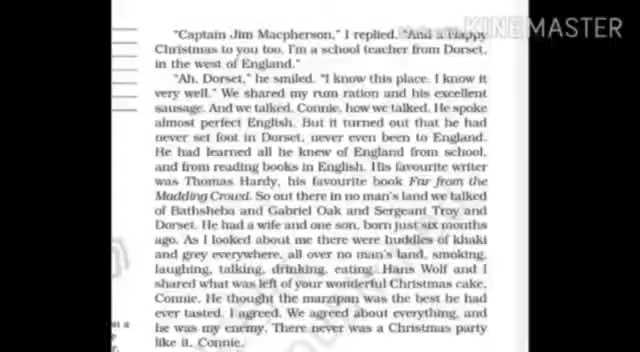 KINEMASTER
"Captain Jim Macpherson," I replied. "And a Happy
Christmas to you too. I'm a school teacher from Dorset,
in the west of England."
"Ah, Dorset," he smiled. "I know this place. I know it
very well." We shared my rum ration and his excellent
sausage. And we talked, Connie, how we talked. He spoke
almost perfect English. But it turned out that he had
never set foot in Dorset, never even been to England.
He had learned all he knew of England from school,
and from reading books in English. His favourite writer
was Thomas Hardy, his favourite book Far from the
Madding Crowd. So out there in no man's land we talked
of Bathsheba and Gabriel Oak and Sergeant Troy and
Dorset. He had a wife and one son, born just six months
ago. As I looked about me there were huddles of khaki
and grey everywhere, all over no man's land, smoking,
laughing, talking, drinking, eating. Hans Wolf and I
shared what was left of your wonderful Christmas cake,
Connie. He thought the marzipan was the best he had
ever tasted. I agreed. We agreed about everything, and
he was my enemy. There never was a Christmas party
like it, Connie.